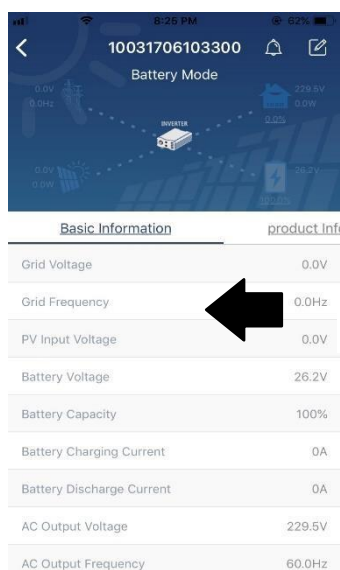 8:25 PM
62%
10031706103300
Battery Mode
0.0V
0.0Hz
229.5V
0.0W
INVERTER
0.0%
0.0V
0.0W
26.2V
100.0%
Basic Information
product Inf
Grid Voltage 0.0V
Grid Frequency 0.0Hz
PV Input Voltage 0.0V
Battery Voltage 26.2V
Battery Capacity 100%
Battery Charging Current 0A
Battery Discharge Current 0A
AC Output Voltage 229.5V
AC Output Frequency 60.0Hz